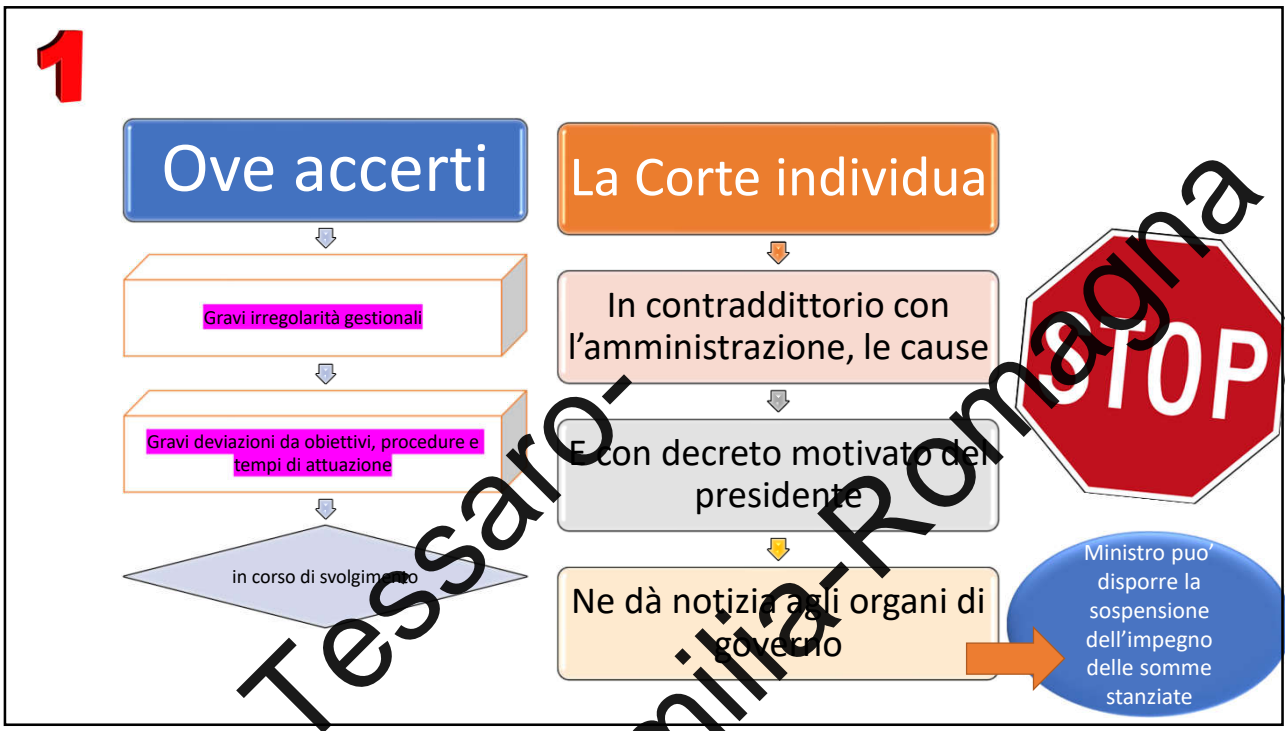 1
Ove accerti
Gravi irregolarità gestionali
Gravi deviazioni da obiettivi, procedure e
tempi di attuazione
in corso di svolgimento
La Corte individua
In contraddittorio con
l’amministrazione, le cause
E con decreto motivato del
presidente
Ne dà notizia agli organi di
governo
STOP
Ministro puo’
disporre la
sospensione
dell’impegno
delle somme
stanziate
Tessaro-
milia-Romagna